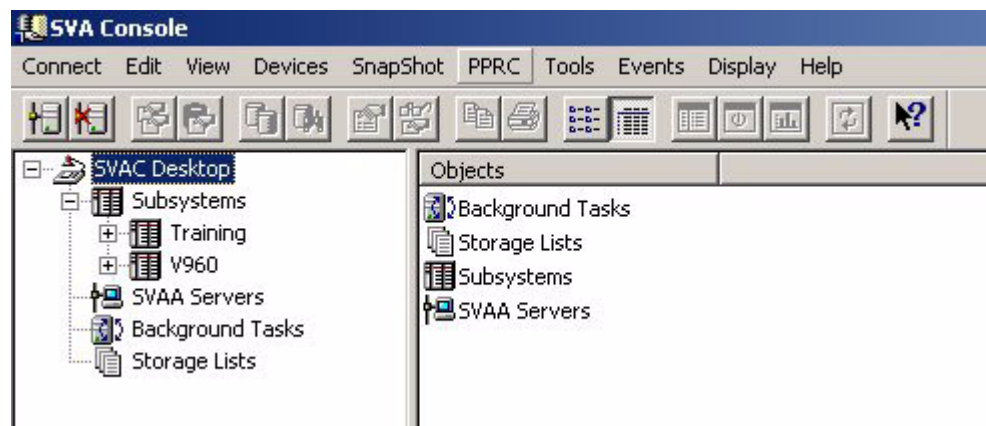 SVA Console
Connect Edit View Devices SnapShot PPRC Tools Events Display Help
SVAC Desktop
Subsystems
Training
V960
SVAA Servers
Background Tasks
Storage Lists
Objects
Background Tasks
Storage Lists
Subsystems
SVAA Servers